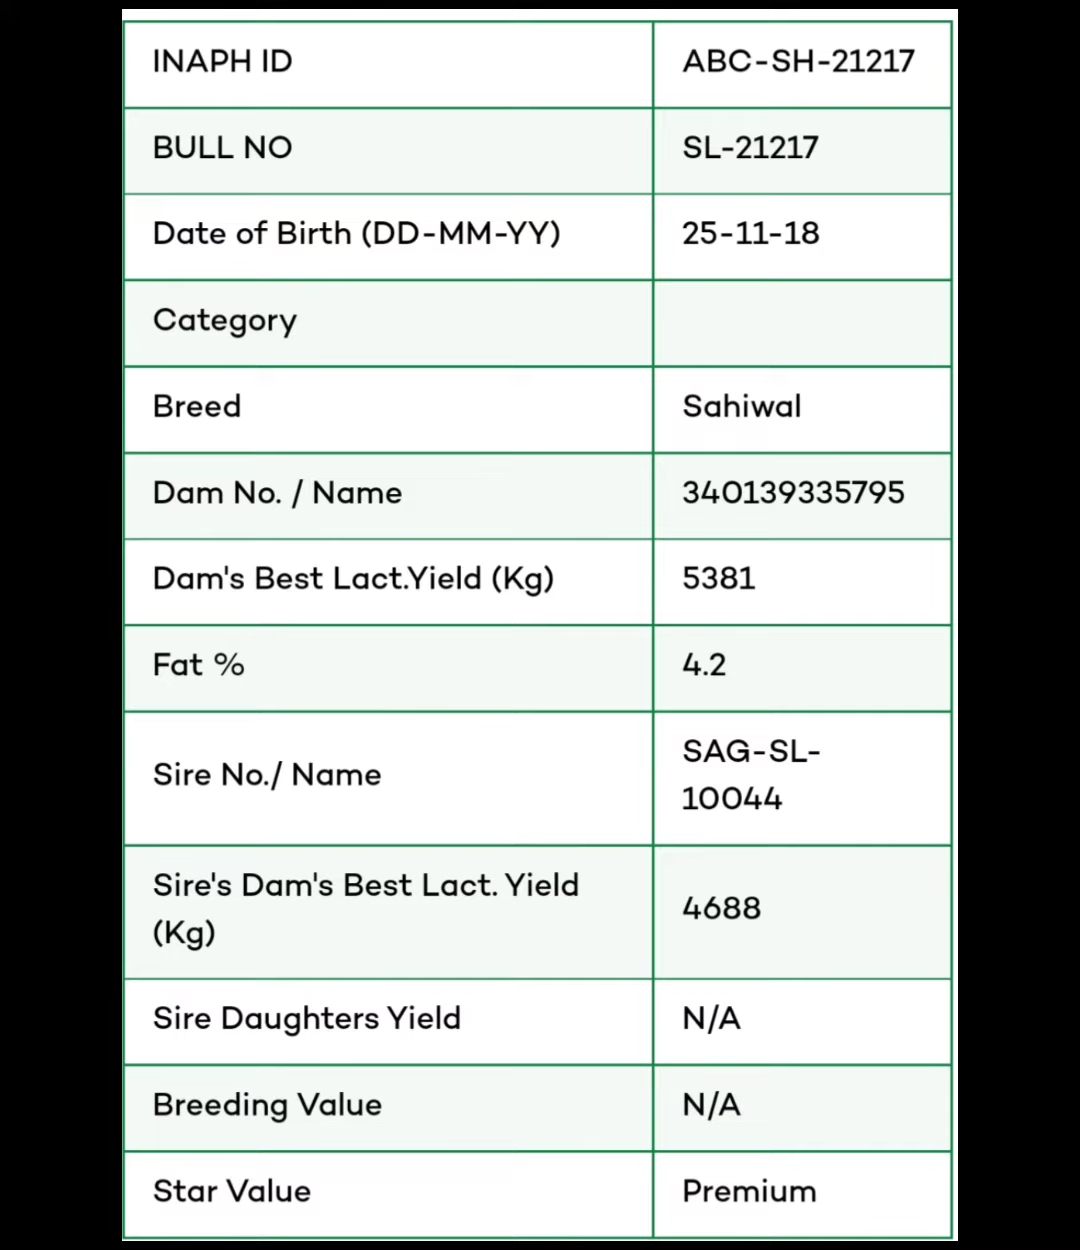 INAPH ID ABC-SH-21217
BULL NO SL-21217
Date of Birth (DD-MM-YY) 25-11-18
Category
Breed Sahiwal
Dam No. / Name 340139335795
Dam's Best Lact.Yield (Kg) 5381
Fat % 4.2
Sire No./ Name SAG-SL-
10044
Sire's Dam's Best Lact. Yield
(Kg) 4688
Sire Daughters Yield N/A
Breeding Value N/A
Star Value Premium